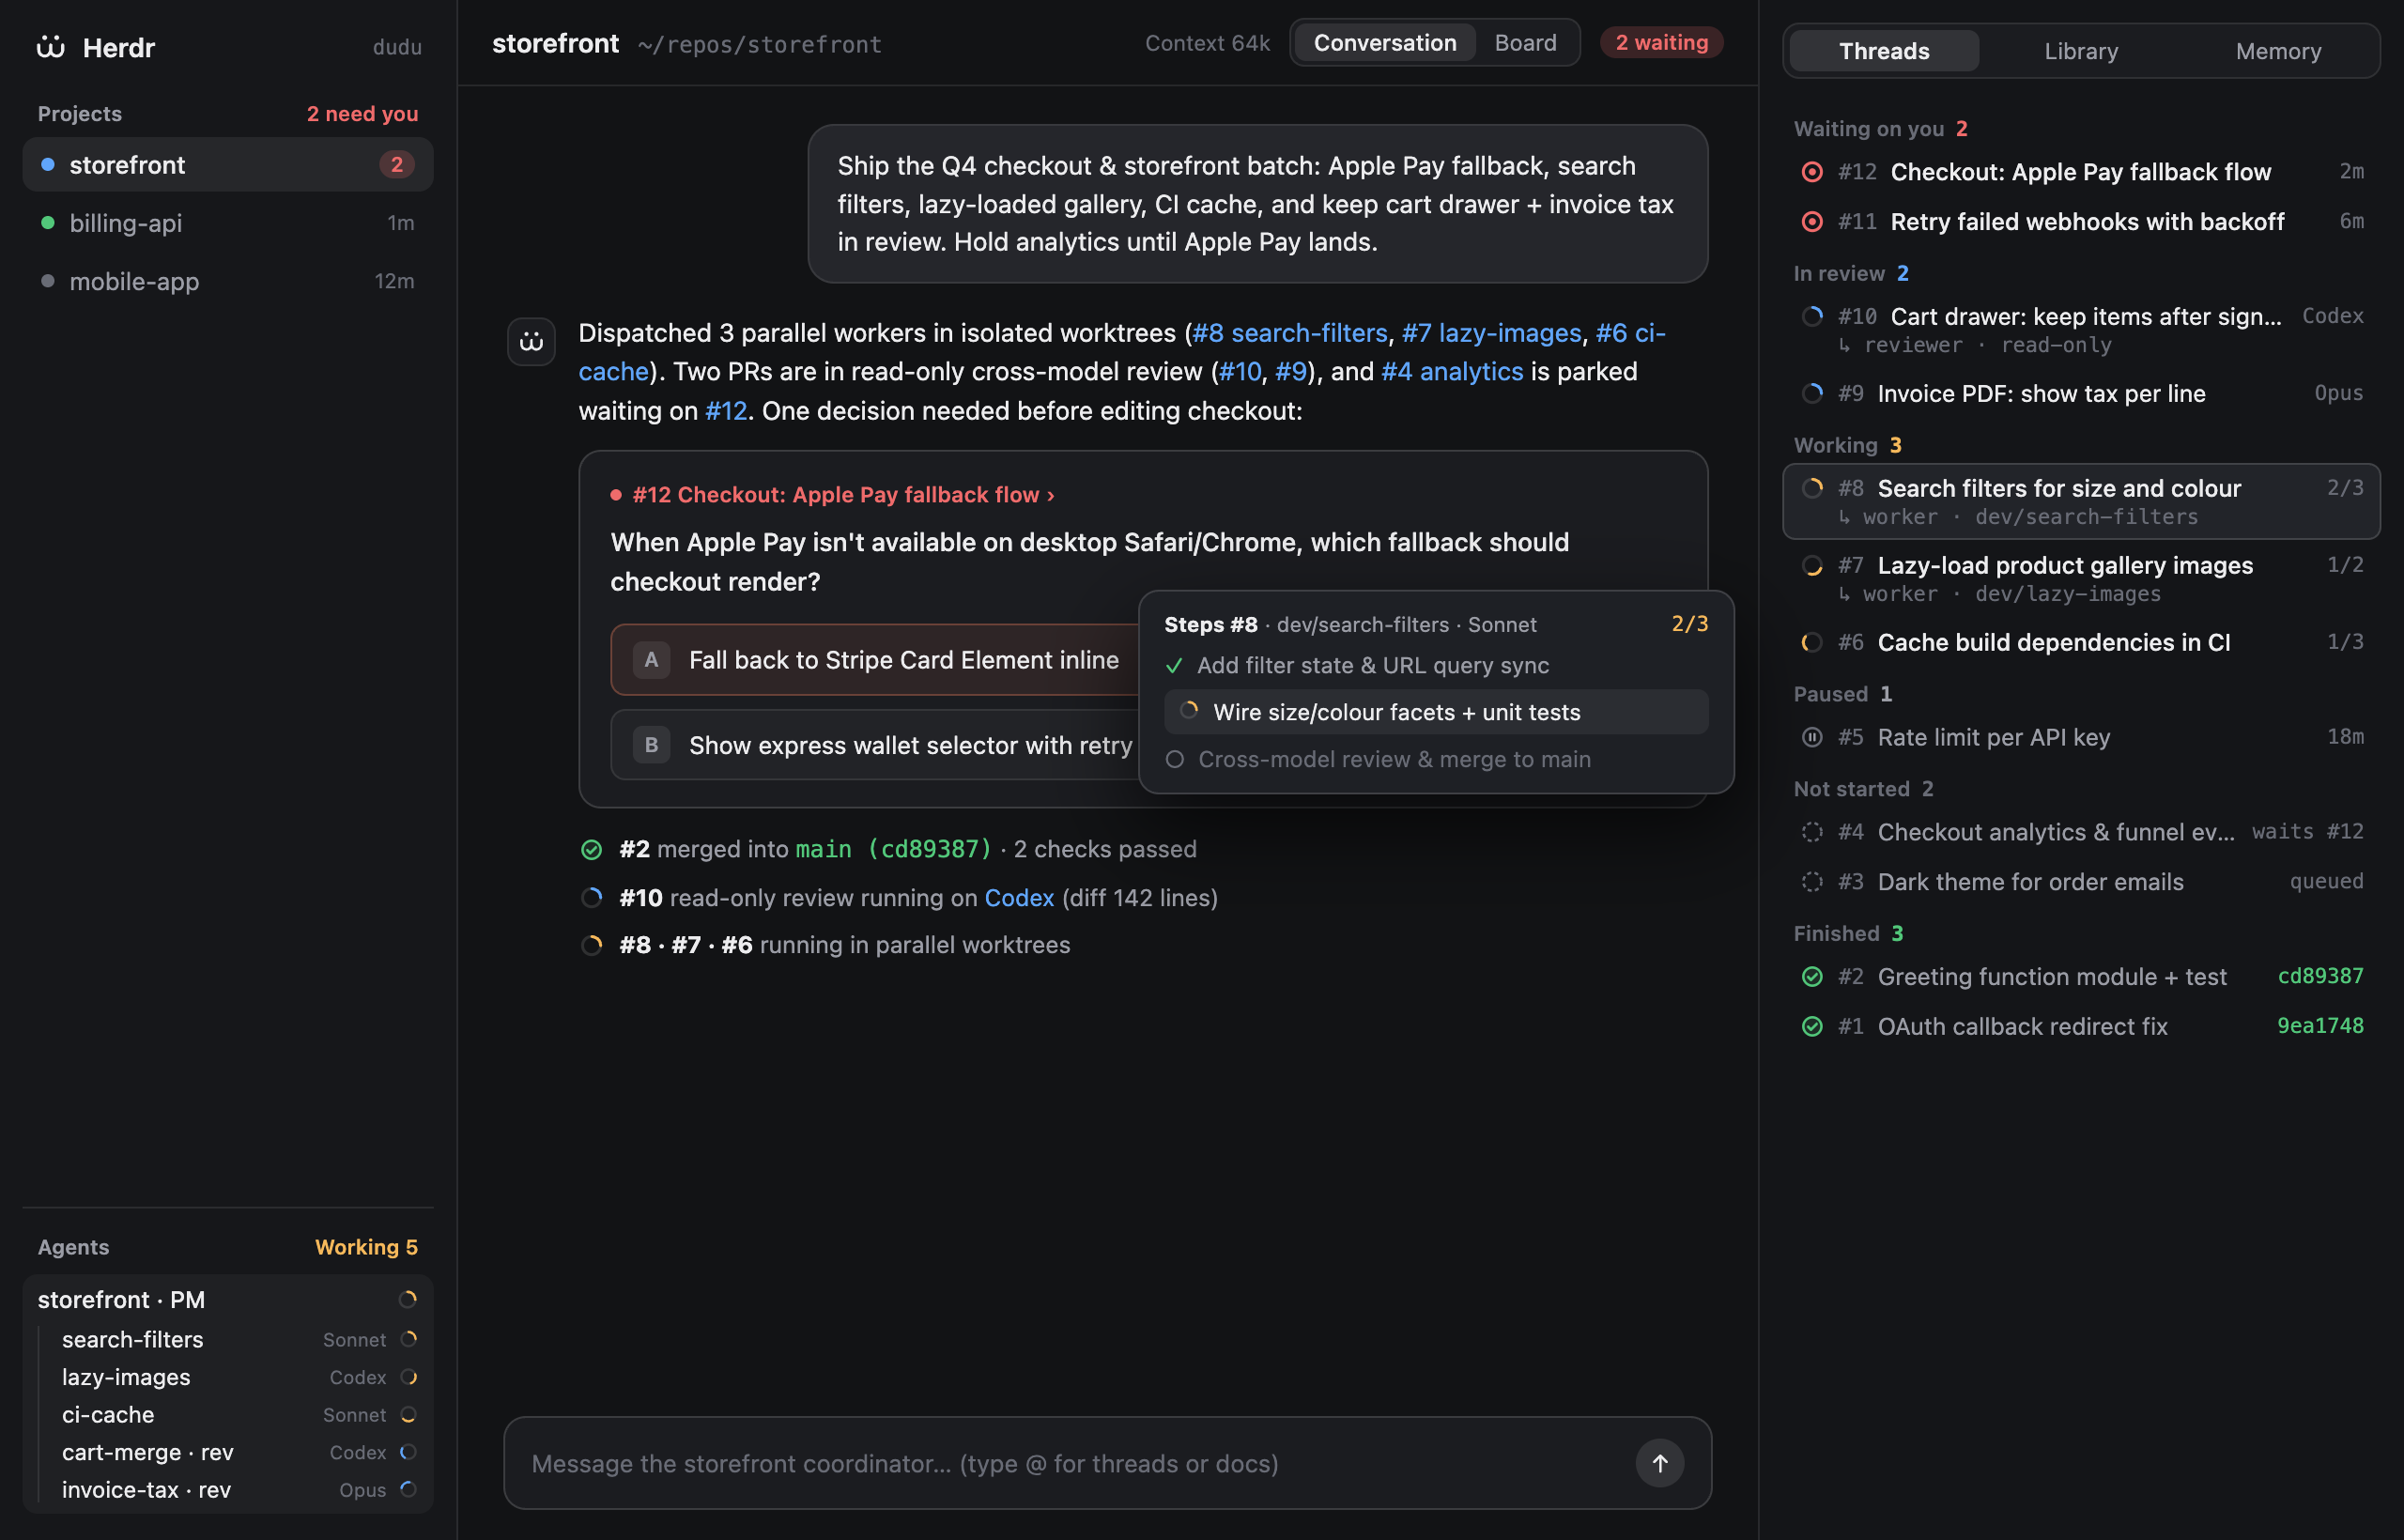 Herdr
dudu
Projects
2 need you
storefront
2
billing-api
1m
mobile-app
12m
Agents
Working 5
storefront · PM
search-filters
Sonnet
lazy-images
Codex
ci-cache
Sonnet
cart-merge · rev
Codex
invoice-tax · rev
Opus
storefront
~/repos/storefront
Context 64k
Conversation
Board
2 waiting
Ship the Q4 checkout & storefront batch: Apple Pay fallback, search
filters, lazy-loaded gallery, CI cache, and keep cart drawer + invoice tax
in review. Hold analytics until Apple Pay lands.
Dispatched 3 parallel workers in isolated worktrees (#8 search-filters, #7 lazy-images, #6 ci-
cache). Two PRs are in read-only cross-model review (#10, #9), and #4 analytics is parked
waiting on #12. One decision needed before editing checkout:
#12 Checkout: Apple Pay fallback flow ›
When Apple Pay isn't available on desktop Safari/Chrome, which fallback should
checkout render?
A
Fall back to Stripe Card Element inline
B
Show express wallet selector with retry
Steps #8 · dev/search-filters · Sonnet
2/3
Add filter state & URL query sync
Wire size/colour facets + unit tests
Cross-model review & merge to main
#2 merged into main (cd89387) · 2 checks passed
#10 read-only review running on Codex (diff 142 lines)
#8 · #7 · #6 running in parallel worktrees
Message the storefront coordinator... (type @ for threads or docs)
Threads
Library
Memory
Waiting on you 2
#12 Checkout: Apple Pay fallback flow
2m
#11 Retry failed webhooks with backoff
6m
In review 2
#10 Cart drawer: keep items after sign...
Codex
↳ reviewer · read-only
#9 Invoice PDF: show tax per line
Opus
Working 3
#8 Search filters for size and colour
2/3
↳ worker · dev/search-filters
#7 Lazy-load product gallery images
1/2
↳ worker · dev/lazy-images
#6 Cache build dependencies in CI
1/3
Paused 1
#5 Rate limit per API key
18m
Not started 2
#4 Checkout analytics & funnel ev...
waits #12
#3 Dark theme for order emails
queued
Finished 3
#2 Greeting function module + test
cd89387
#1 OAuth callback redirect fix
9ea1748